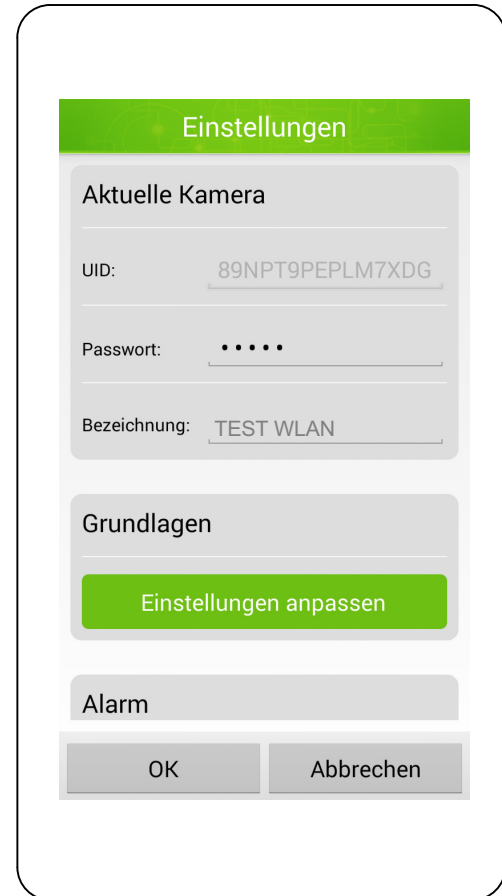 Einstellungen
Aktuelle Kamera
UID: 89NPT9PEPLM7XDG
Passwort: •••••
Bezeichnung: TEST WLAN
Grundlagen
Einstellungen anpassen
Alarm
OK Abbrechen